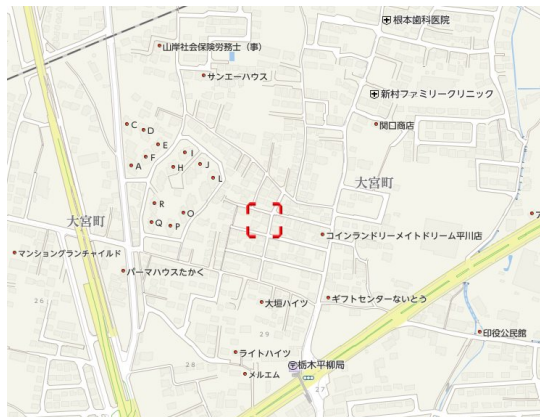 根本歯科医院
山岸社会保険労務士（事）
サンエーハウス
新村ファミリークリニック
関口商店
C
D
E
F
I
A
H
J
L
大宮町
R
O
Q
P
大宮町
コインランドリーメイトドリーム平川店
マンショングランチャイルド
パーマハウスたかく
ア
26
大垣ハイツ
ギフトセンターないとう
印役公民館
29
ライトハイツ
28
栃木平柳局
メルエム
27